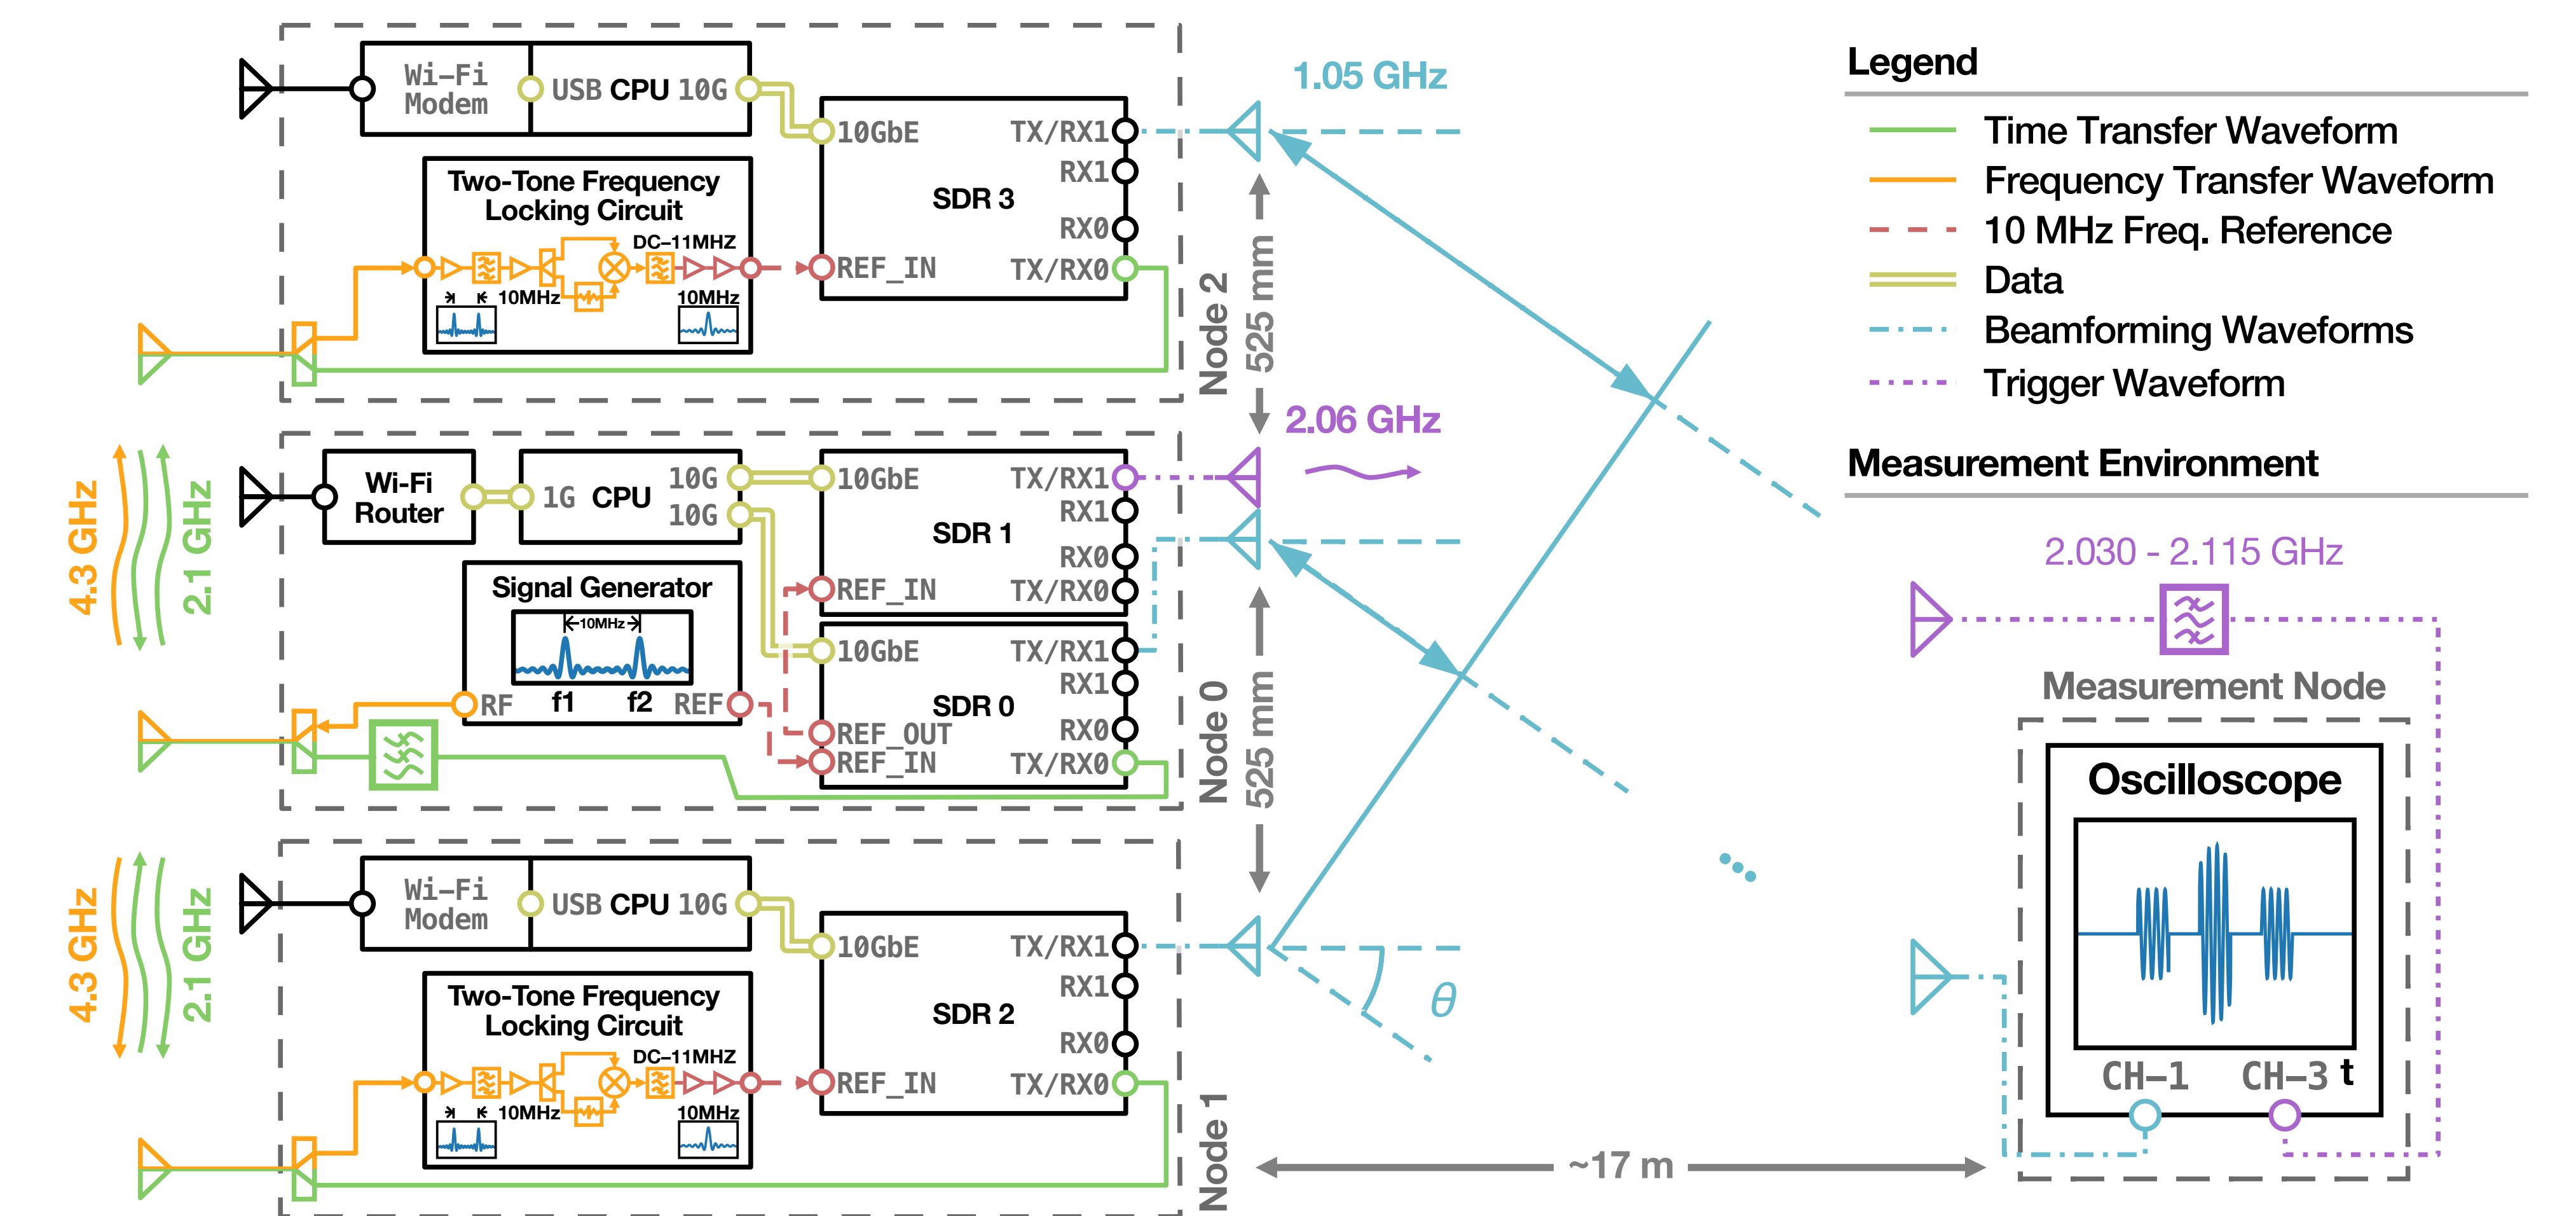 Wi–Fi
Modem
USB CPU 10G
10GbE
TX/RX1
RX1
SDR 3
RX0
REF_IN
TX/RX0
Two-Tone Frequency
Locking Circuit
DC–11MHZ
10MHz
10MHz
Node 2
525 mm
1.05 GHz
4.3 GHz
2.1 GHz
Wi–Fi
Router
1G CPU 10G
10G
10GbE
TX/RX1
RX1
SDR 1
RX0
REF_IN
TX/RX0
Signal Generator
10MHz
RF f1 f2 REF
10GbE
TX/RX1
RX1
SDR 0
REF_OUT
RX0
REF_IN
TX/RX0
Node 0
525 mm
2.06 GHz
4.3 GHz
2.1 GHz
Wi–Fi
Modem
USB CPU 10G
10GbE
TX/RX1
RX1
SDR 2
RX0
REF_IN
TX/RX0
Two-Tone Frequency
Locking Circuit
DC–11MHZ
10MHz
10MHz
Node 1
θ
~17 m
Legend
Time Transfer Waveform
Frequency Transfer Waveform
10 MHz Freq. Reference
Data
Beamforming Waveforms
Trigger Waveform
Measurement Environment
2.030 - 2.115 GHz
Measurement Node
Oscilloscope
CH–1 CH–3 t